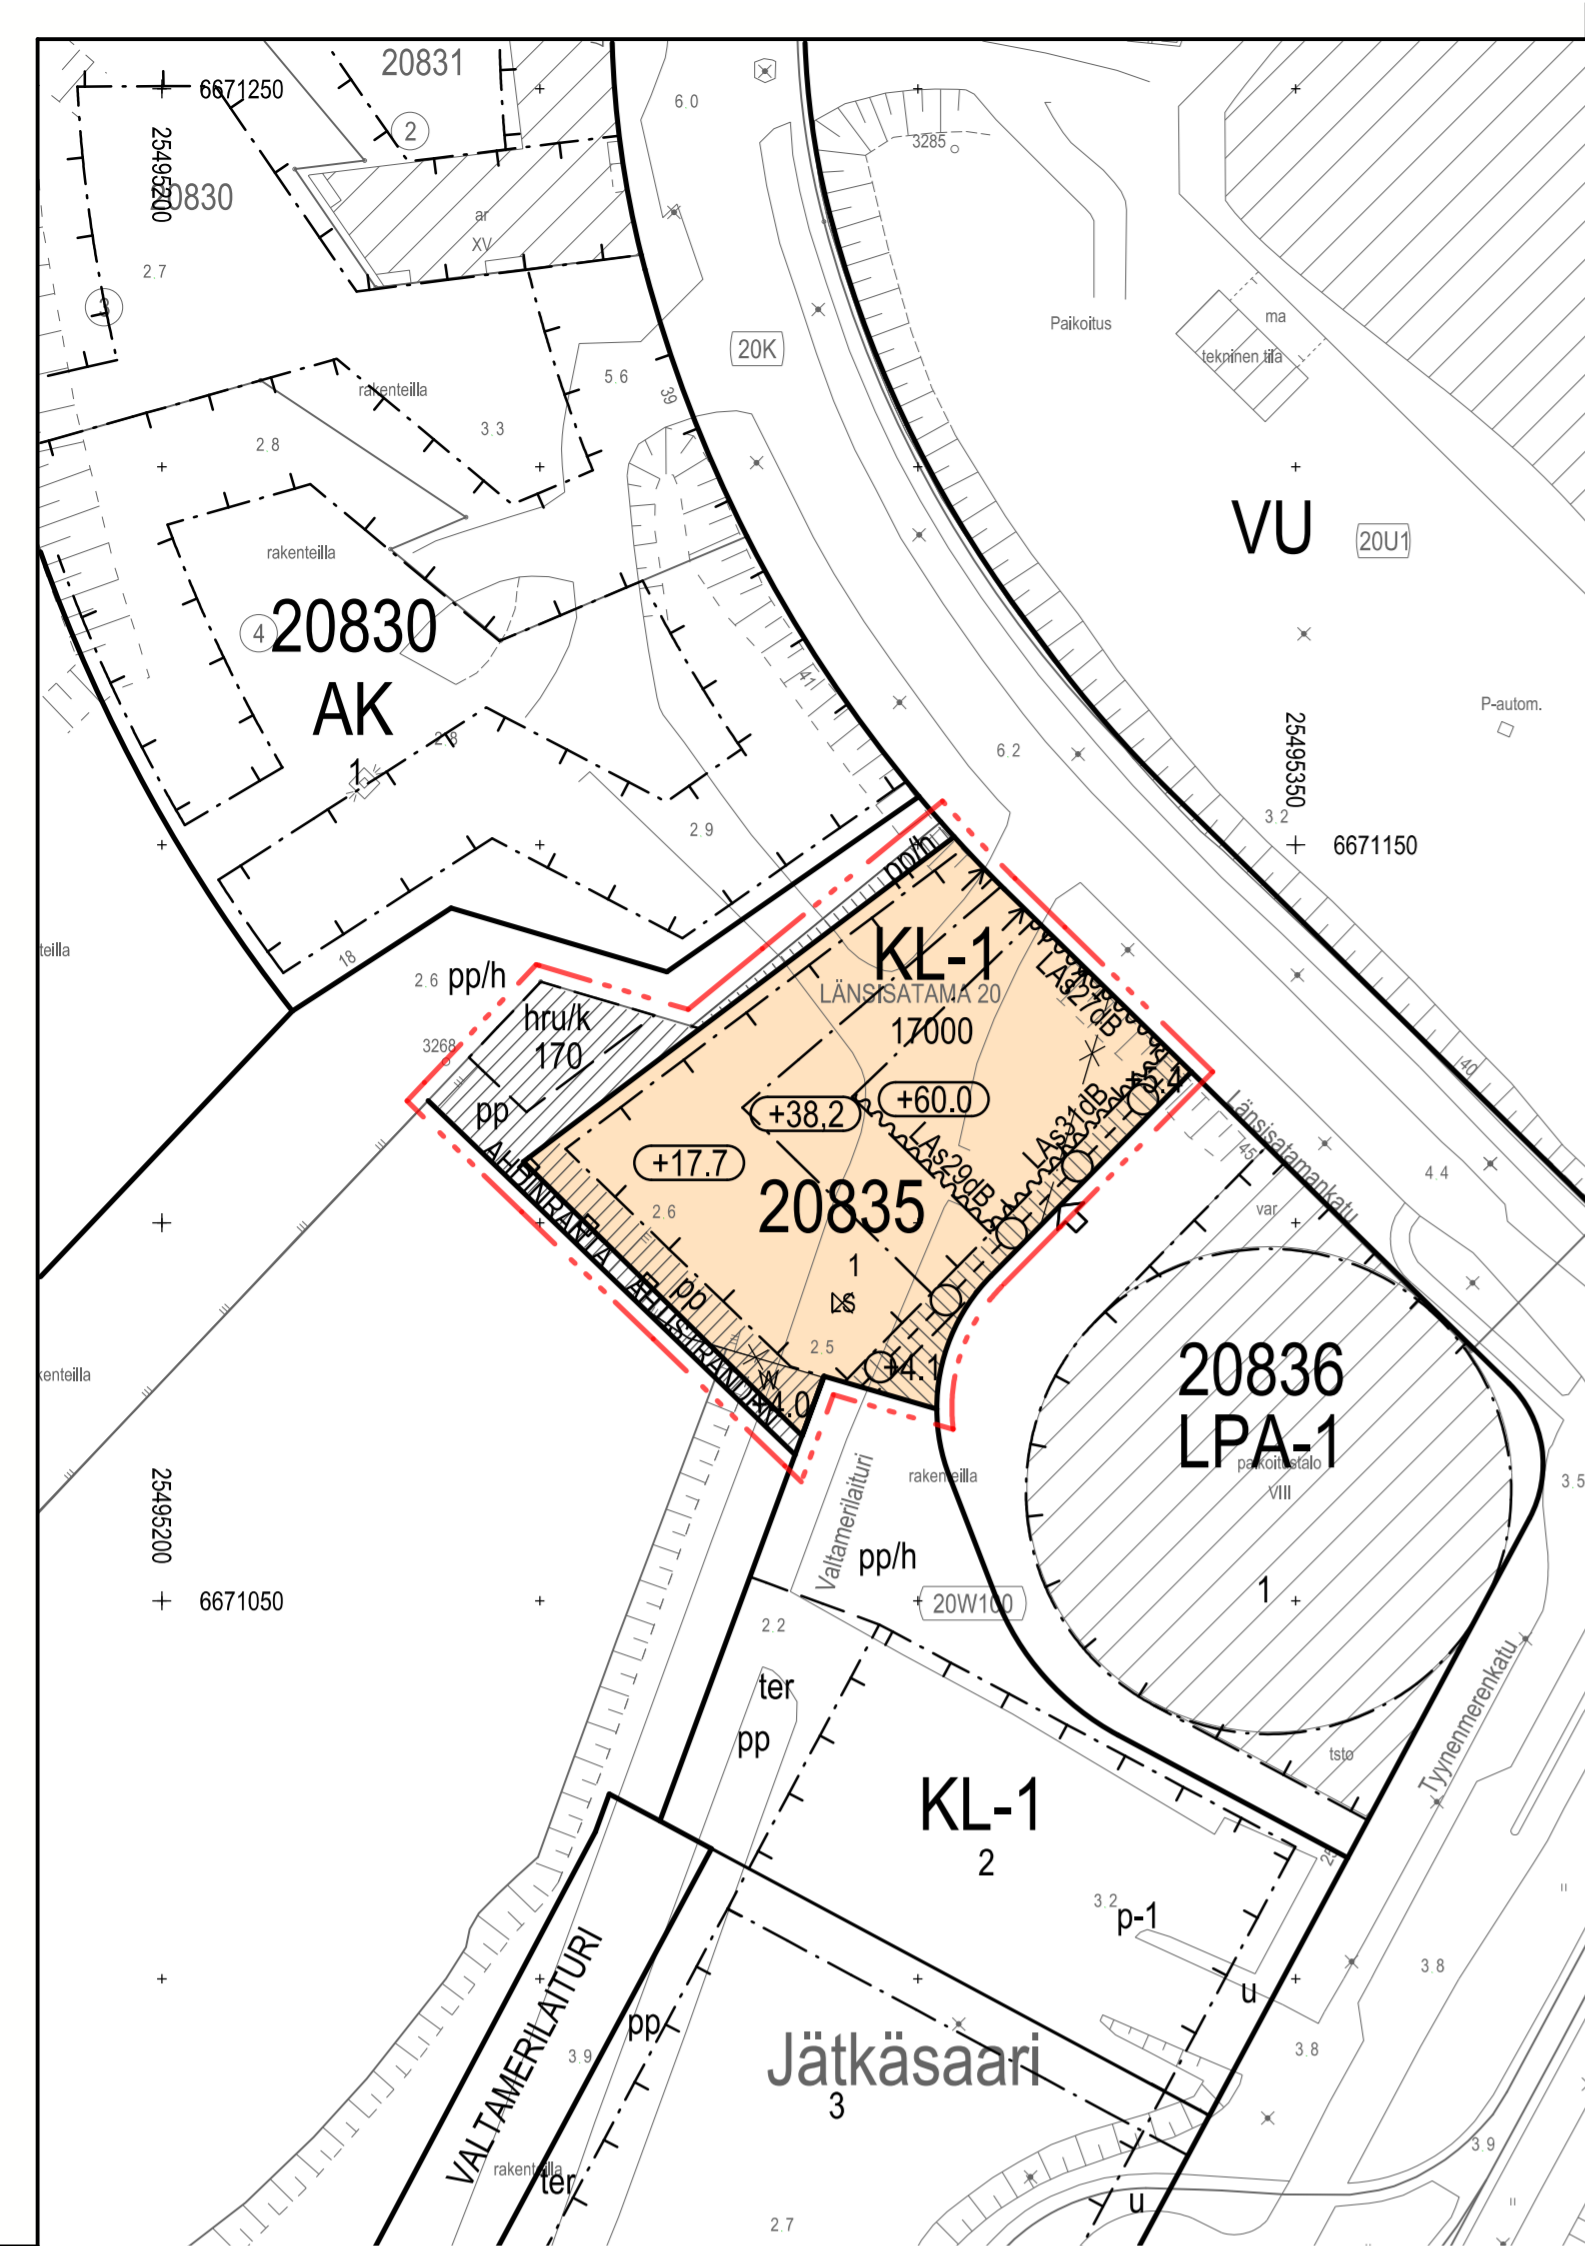 20831
6671250
6.0
2
3285
25495200
20830
ar
XV
2.7
3
ma
Paikoitus
20K
tekninen tila
5.6
39
rakenteilla
3.3
2.8
VU
20U1
rakenteilla
20830
4
AK
41
2.8
1
P-autom.
6.2
25495350
3.2
2.9
6671150
pp/h
teilla
18
2.6
pp/h
KL-1
LÄNSISATAMA 20
17000
LAs27dB
hru/k
170
3268
40
+60.0
+38,2
pp
LAs31dB
Länsisatamankatu
LAs29dB
45
4.4
+17.7
AHDINRANTA
20835
var
2.6
1
pp
AHTISTRANDEN
2.5
+4.1
20836
kenteilla
+4.0
LPA-1
paikoitustalo
VIII
3.5
rakenteilla
Valtamerilaituri
25495200
pp/h
1
6671050
20W100
2.2
ter
Tyynenmerenkatu
pp
tsto
KL-1
2
25
3.2
p-1
VALTAMERILAITURI
3.8
u
pp
Jätkäsaari
3.9
3.8
3
3.9
rakenteilla
ter
u
2.7